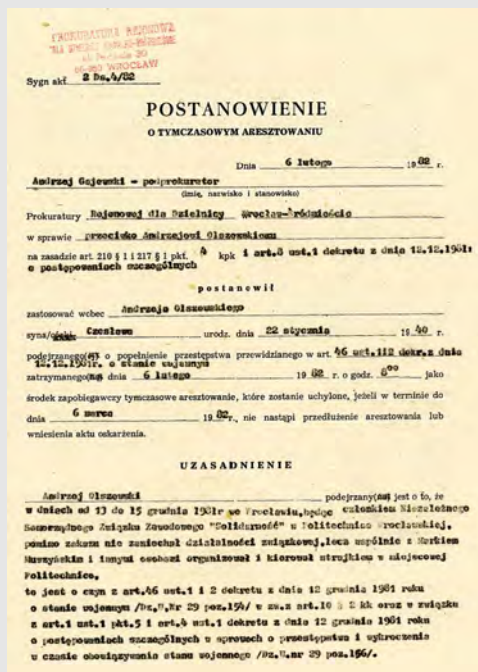 PROKURATURA REJONOWA
WROCŁAW
Sygn akt. 2 Ds.4/82
POSTANOWIENIE
O TYMCZASOWYM ARESZTOWANIU
Dnia 6 lutego 1982 r.
Andrzej Gajewski - podprokurator
(imię, nazwisko i stanowisko)
Prokuratury Rejonowej dla Dzielnicy Wrocław-Śródmieście
w sprawie przeciwko Andrzejowi Olszewskiemu
na zasadzie art. 210 § 1 i 217 § 1 pkt. 4 kpk i art.8 ust.1 dekretu z dnia 12.12.1981r
o postępowaniach szczególnych
postanowił
zastosować wobec Andrzeja Olszewskiego
syna/córki Czesława urodz. dnia 22 stycznia 1940 r.
podejrzanego(ej) o popełnienie przestępstwa przewidzianego w art. 46 ust.1i2 dekr.z dnia
12.12.1981r. o stanie wojennym
zatrzymanego(ną) dnia 6 lutego 1982 r. o godz. 8⁰⁰ jako
środek zapobiegawczy tymczasowe aresztowanie, które zostanie uchylone, jeżeli w terminie do
dnia 6 marca 1982 r., nie nastąpi przedłużenie aresztowania lub
wniesienia aktu oskarżenia.
UZASADNIENIE
Andrzej Olszewski podejrzany(na) jest o to, że
w dniach od 13 do 15 grudnia 1981r we Wrocławiu, będąc członkiem Niezależnego
Samorządnego Związku Zawodowego "Solidarność" w Politechnice Wrocławskiej,
pomimo zakazu nie zaniechał działalności związkowej, lecz wspólnie z Markiem
Muszyńskim i innymi osobami organizował i kierował strajkiem w miejscowej
Politechnice,
to jest o czyn z art.46 ust.1 i 2 dekretu z dnia 12 grudnia 1981 roku
o stanie wojennym /Dz.U.Nr 29 poz.154/ w zw.z art.10 § 2 kk oraz w związku
z art.1 ust.1 pkt.5 i art.4 ust.1 dekretu z dnia 12 grudnia 1981 roku
o postępowaniach szczególnych w sprawach o przestępstwa i wykroczenia
w czasie obowiązywania stanu wojennego /Dz.U.nr 29 poz.156/.